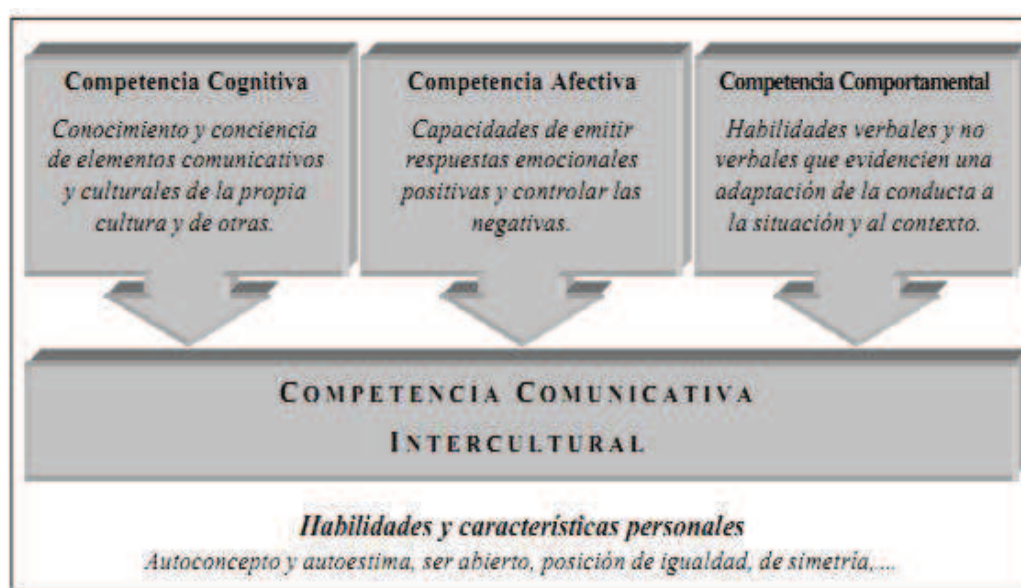 Competencia Cognitiva
Conocimiento y conciencia
de elementos comunicativos
y culturales de la propia
cultura y de otras.
Competencia Afectiva
Capacidades de emitir
respuestas emocionales
positivas y controlar las
negativas.
Competencia Comportamental
Habilidades verbales y no
verbales que evidencien una
adaptación de la conducta a
la situación y al contexto.
COMPETENCIA COMUNICATIVA
INTERCULTURAL
Habilidades y características personales
Autoconcepto y autoestima, ser abierto, posición de igualdad, de simetría,...